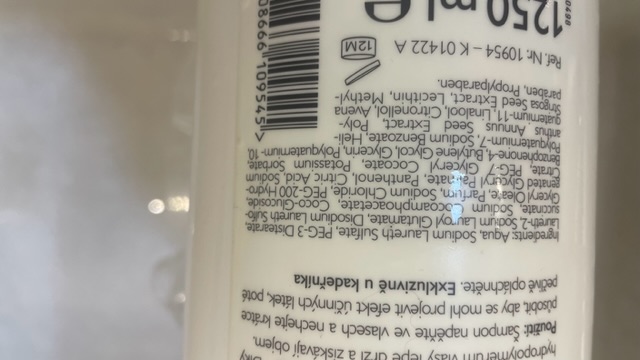 hydropolymerům vlasy lépe drží a získávají objem.
Použití: Šampon napěňte ve vlasech a nechejte krátce
působit, aby se mohl projevit efekt účinných látek, poté
pečlivě opláchněte. Exkluzivně u kadeřníka
Ingredients: Aqua, Sodium Laureth Sulfate, PEG-3 Distearate,
Laureth-2, Sodium Lauroyl Glutamate, Disodium Laureth Sulfo-
succinate, Sodium Cocoamphoacetate, Coco-Glucoside,
Glyceryl Oleate, Parfum, Sodium Chloride, PEG-200 Hydro-
genated Glyceryl Palmate, Panthenol, Citric Acid, Sodium
Citrate, PEG-7 Glyceryl Cocoate, Potassium Sorbate,
Benzophenone-4, Butylene Glycol, Glycerin, Polyquaternium-10,
Polyquaternium-7, Sodium Benzoate, Heli-
anthus Annuus Seed Extract, Poly-
quaternium-11, Linalool, Citronellol, Avena
Strigosa Seed Extract, Lecithin, Methyl-
paraben, Propylparaben.
12M
Ref. Nr. 10954 – K 01422 A
1250 ml e
08666 109545 >